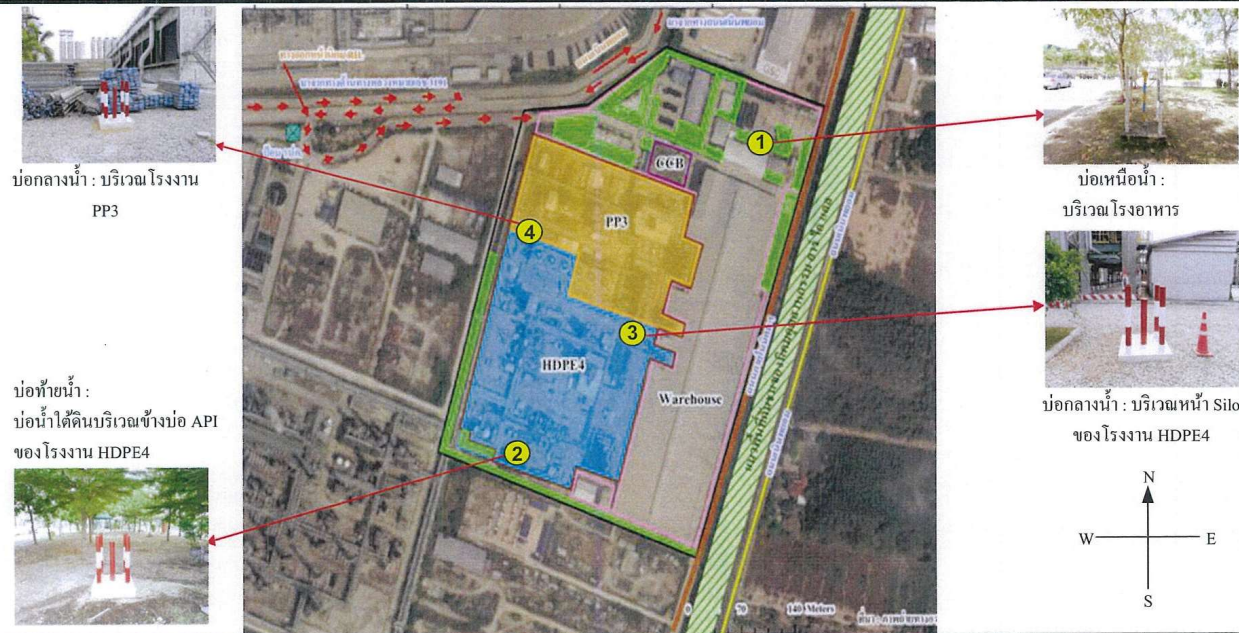 บ่อกลางน้ำ : บริเวณโรงงาน
PP3
บ่อท้ายน้ำ :
บ่อน้ำใต้ดินบริเวณข้างบ่อ API
ของโรงงาน HDPE4
1
CCB
PP3
4
3
HDPE4
Warehouse
2
0 70 140 Meters
บ่อเหนือน้ำ :
บริเวณโรงอาหาร
บ่อกลางน้ำ : บริเวณหน้า Silo
ของโรงงาน HDPE4
N
W E
S